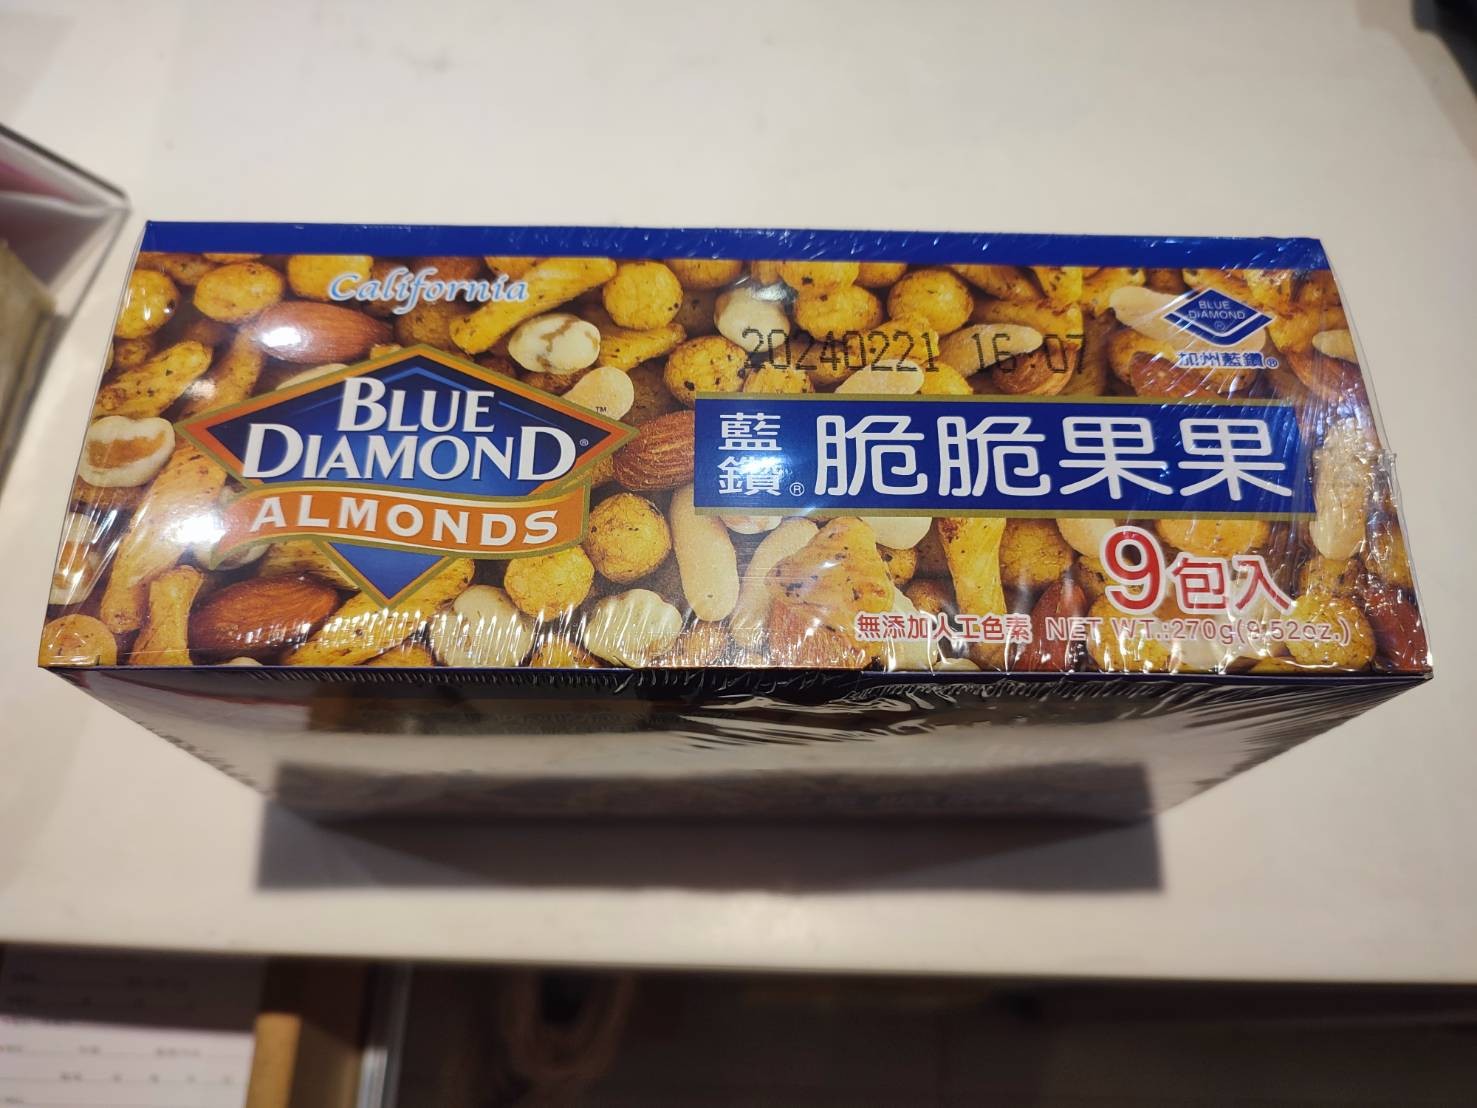 California
BLUE
DIAMOND®
™
ALMONDS
20240221 16:07
BLUE
DIAMOND
®
加州藍鑽®
藍鑽® 脆脆果果
9包入
無添加人工色素 NET WT.:270g(9.52oz.)